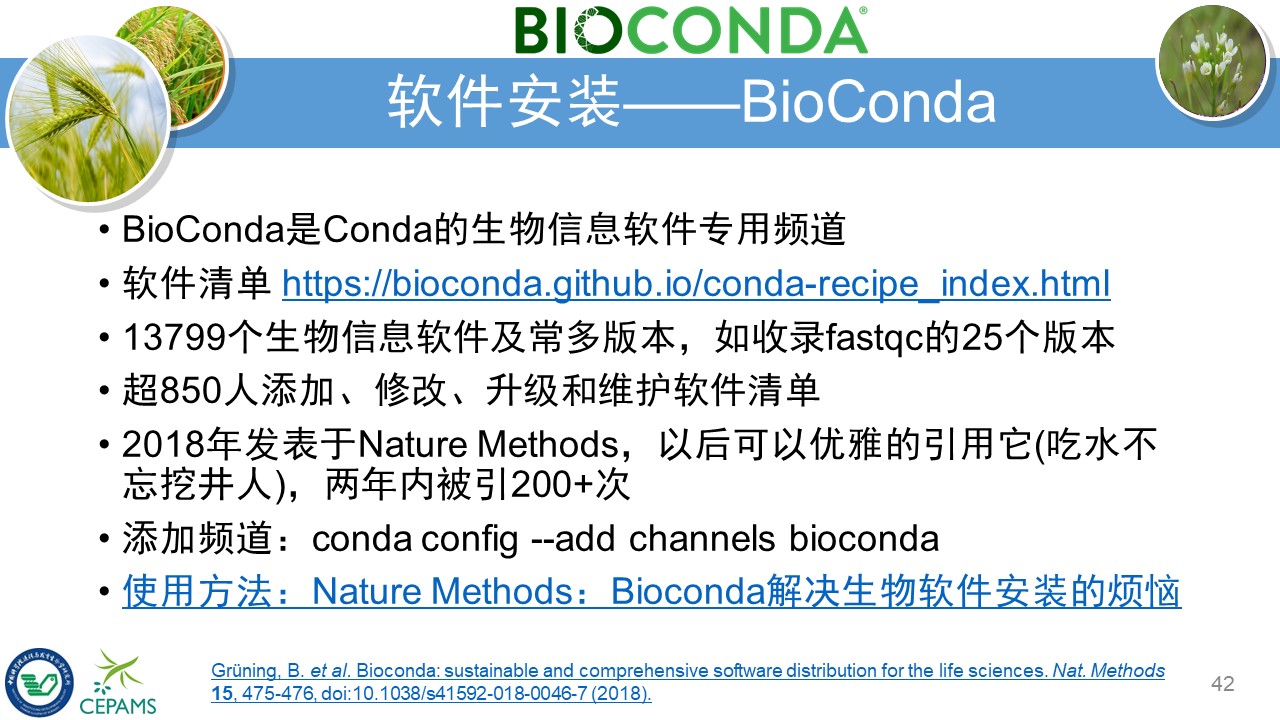 BIOCONDA®
软件安装——BioConda
• BioConda是Conda的生物信息软件专用频道
• 软件清单 https://bioconda.github.io/conda-recipe_index.html
• 13799个生物信息软件及常多版本，如收录fastqc的25个版本
• 超850人添加、修改、升级和维护软件清单
• 2018年发表于Nature Methods，以后可以优雅的引用它(吃水不
忘挖井人)，两年内被引200+次
• 添加频道：conda config --add channels bioconda
• 使用方法：Nature Methods：Bioconda解决生物软件安装的烦恼
CEPAMS
Grüning, B. et al. Bioconda: sustainable and comprehensive software distribution for the life sciences. Nat. Methods
15, 475-476, doi:10.1038/s41592-018-0046-7 (2018).
42